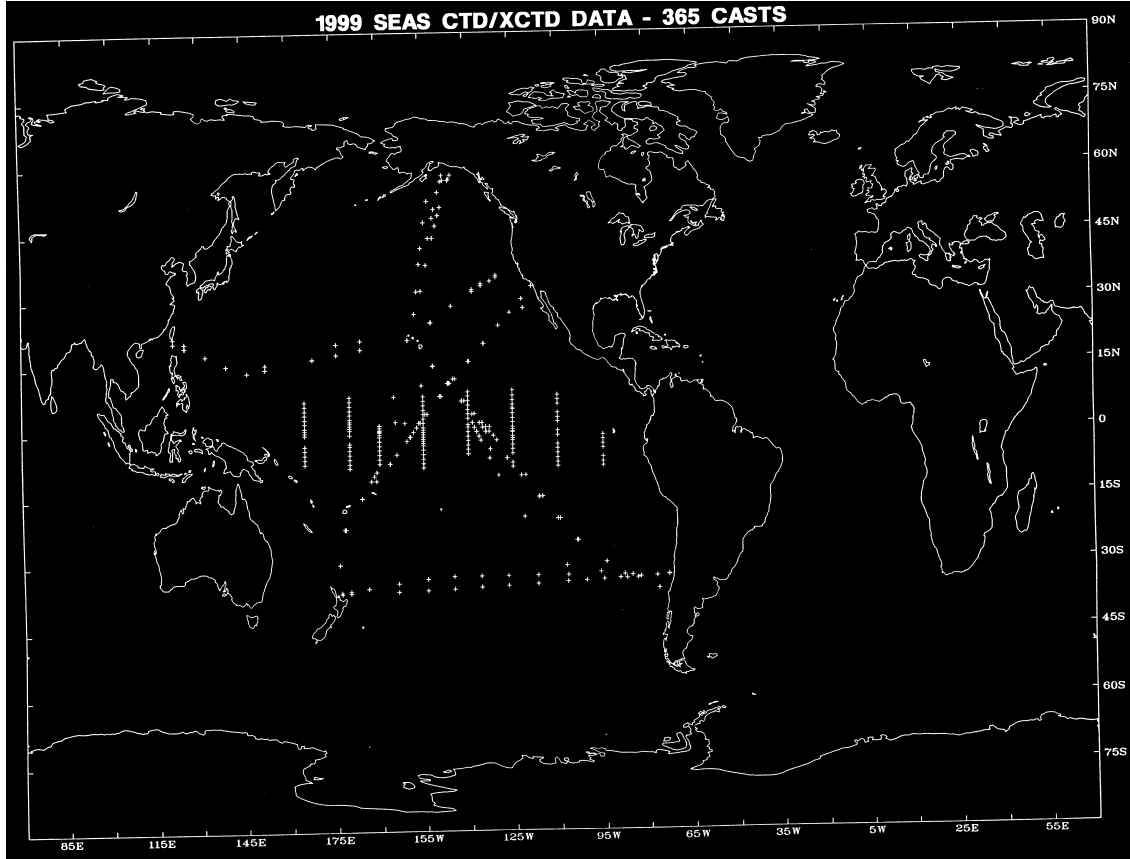 1999 SEAS CTD/XCTD DATA - 365 CASTS
90N
75N
60N
45N
30N
15N
0
15S
30S
45S
60S
75S
85E 115E 145E 175E 155W 125W 95W 65W 35W 5W 25E 55E